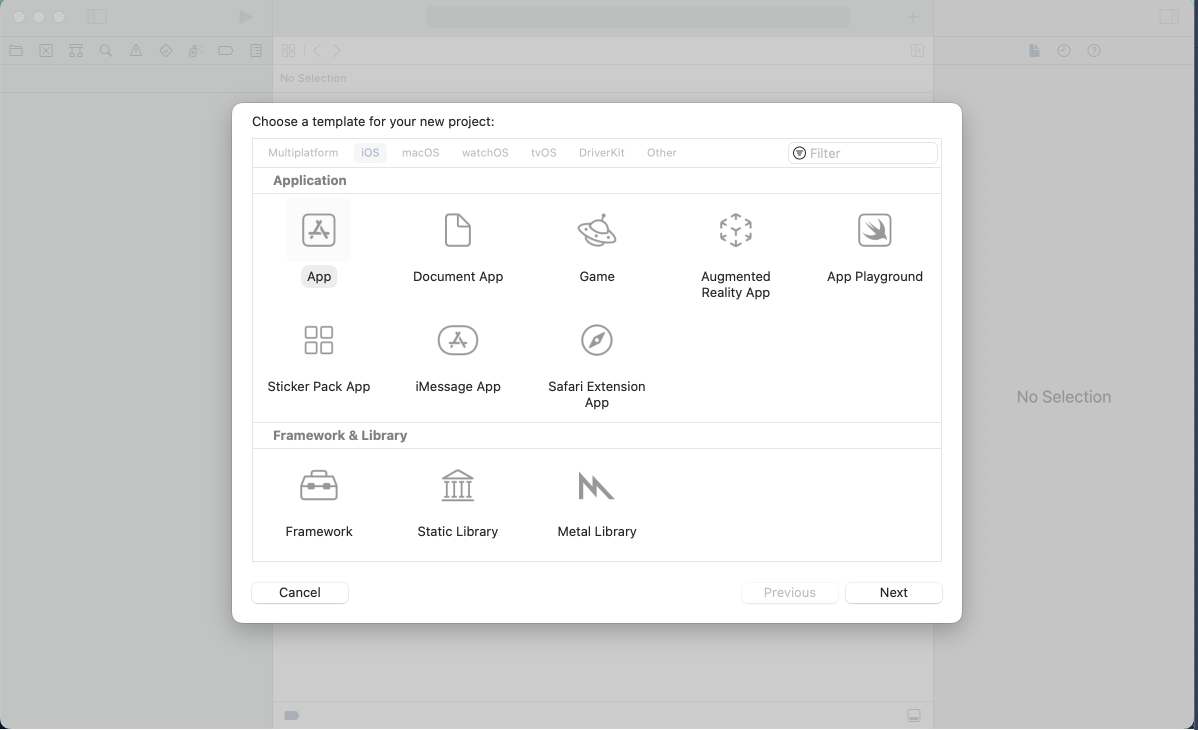 No Selection
Choose a template for your new project:
Multiplatform iOS macOS watchOS tvOS DriverKit Other Filter
Application
App Document App Game Augmented Reality App App Playground
Sticker Pack App iMessage App Safari Extension App
No Selection
Framework & Library
Framework Static Library Metal Library
Cancel Previous Next